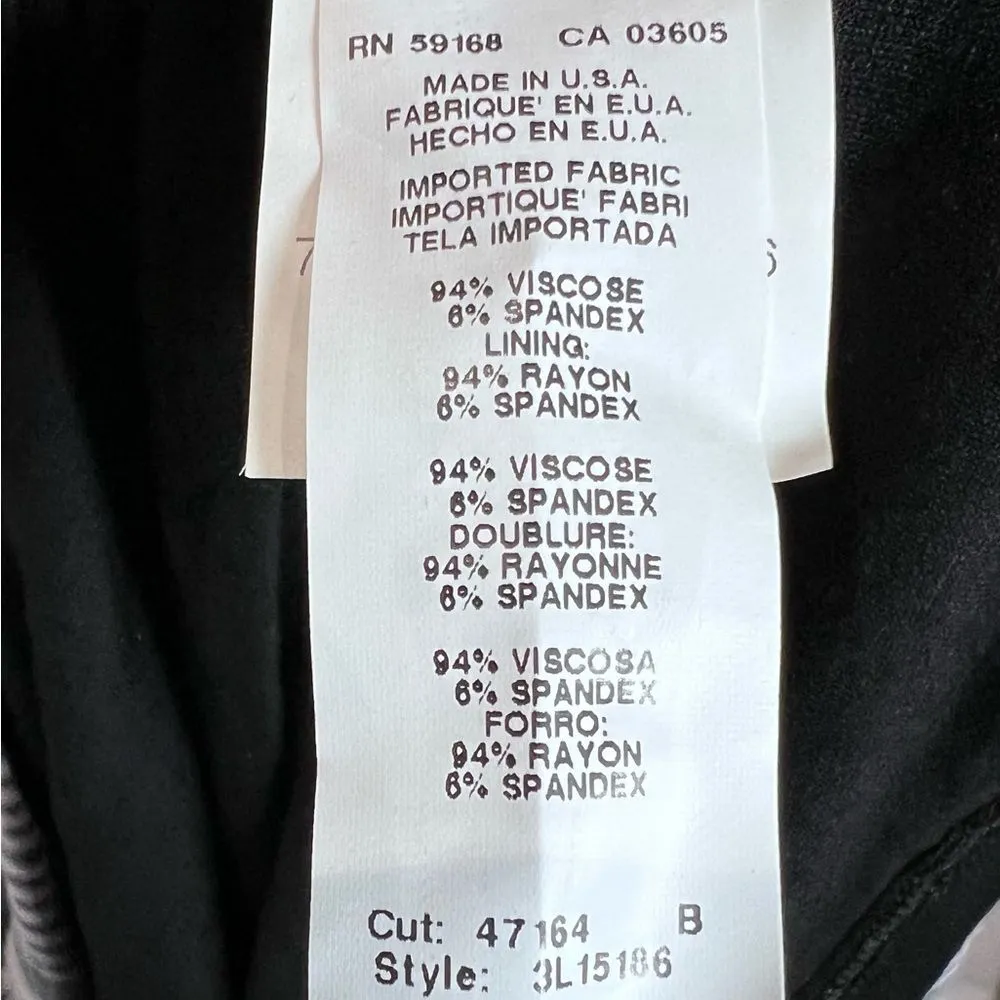 RN 59168 CA 03605
MADE IN U.S.A.
FABRIQUE' EN E.U.A.
HECHO EN E.U.A.
IMPORTED FABRIC
IMPORTIQUE' FABRI
TELA IMPORTADA
94% VISCOSE
6% SPANDEX
LINING:
94% RAYON
6% SPANDEX
94% VISCOSE
6% SPANDEX
DOUBLURE:
94% RAYONNE
6% SPANDEX
94% VISCOSA
6% SPANDEX
FORRO:
94% RAYON
6% SPANDEX
Cut: 47164 B
Style: 3L15186